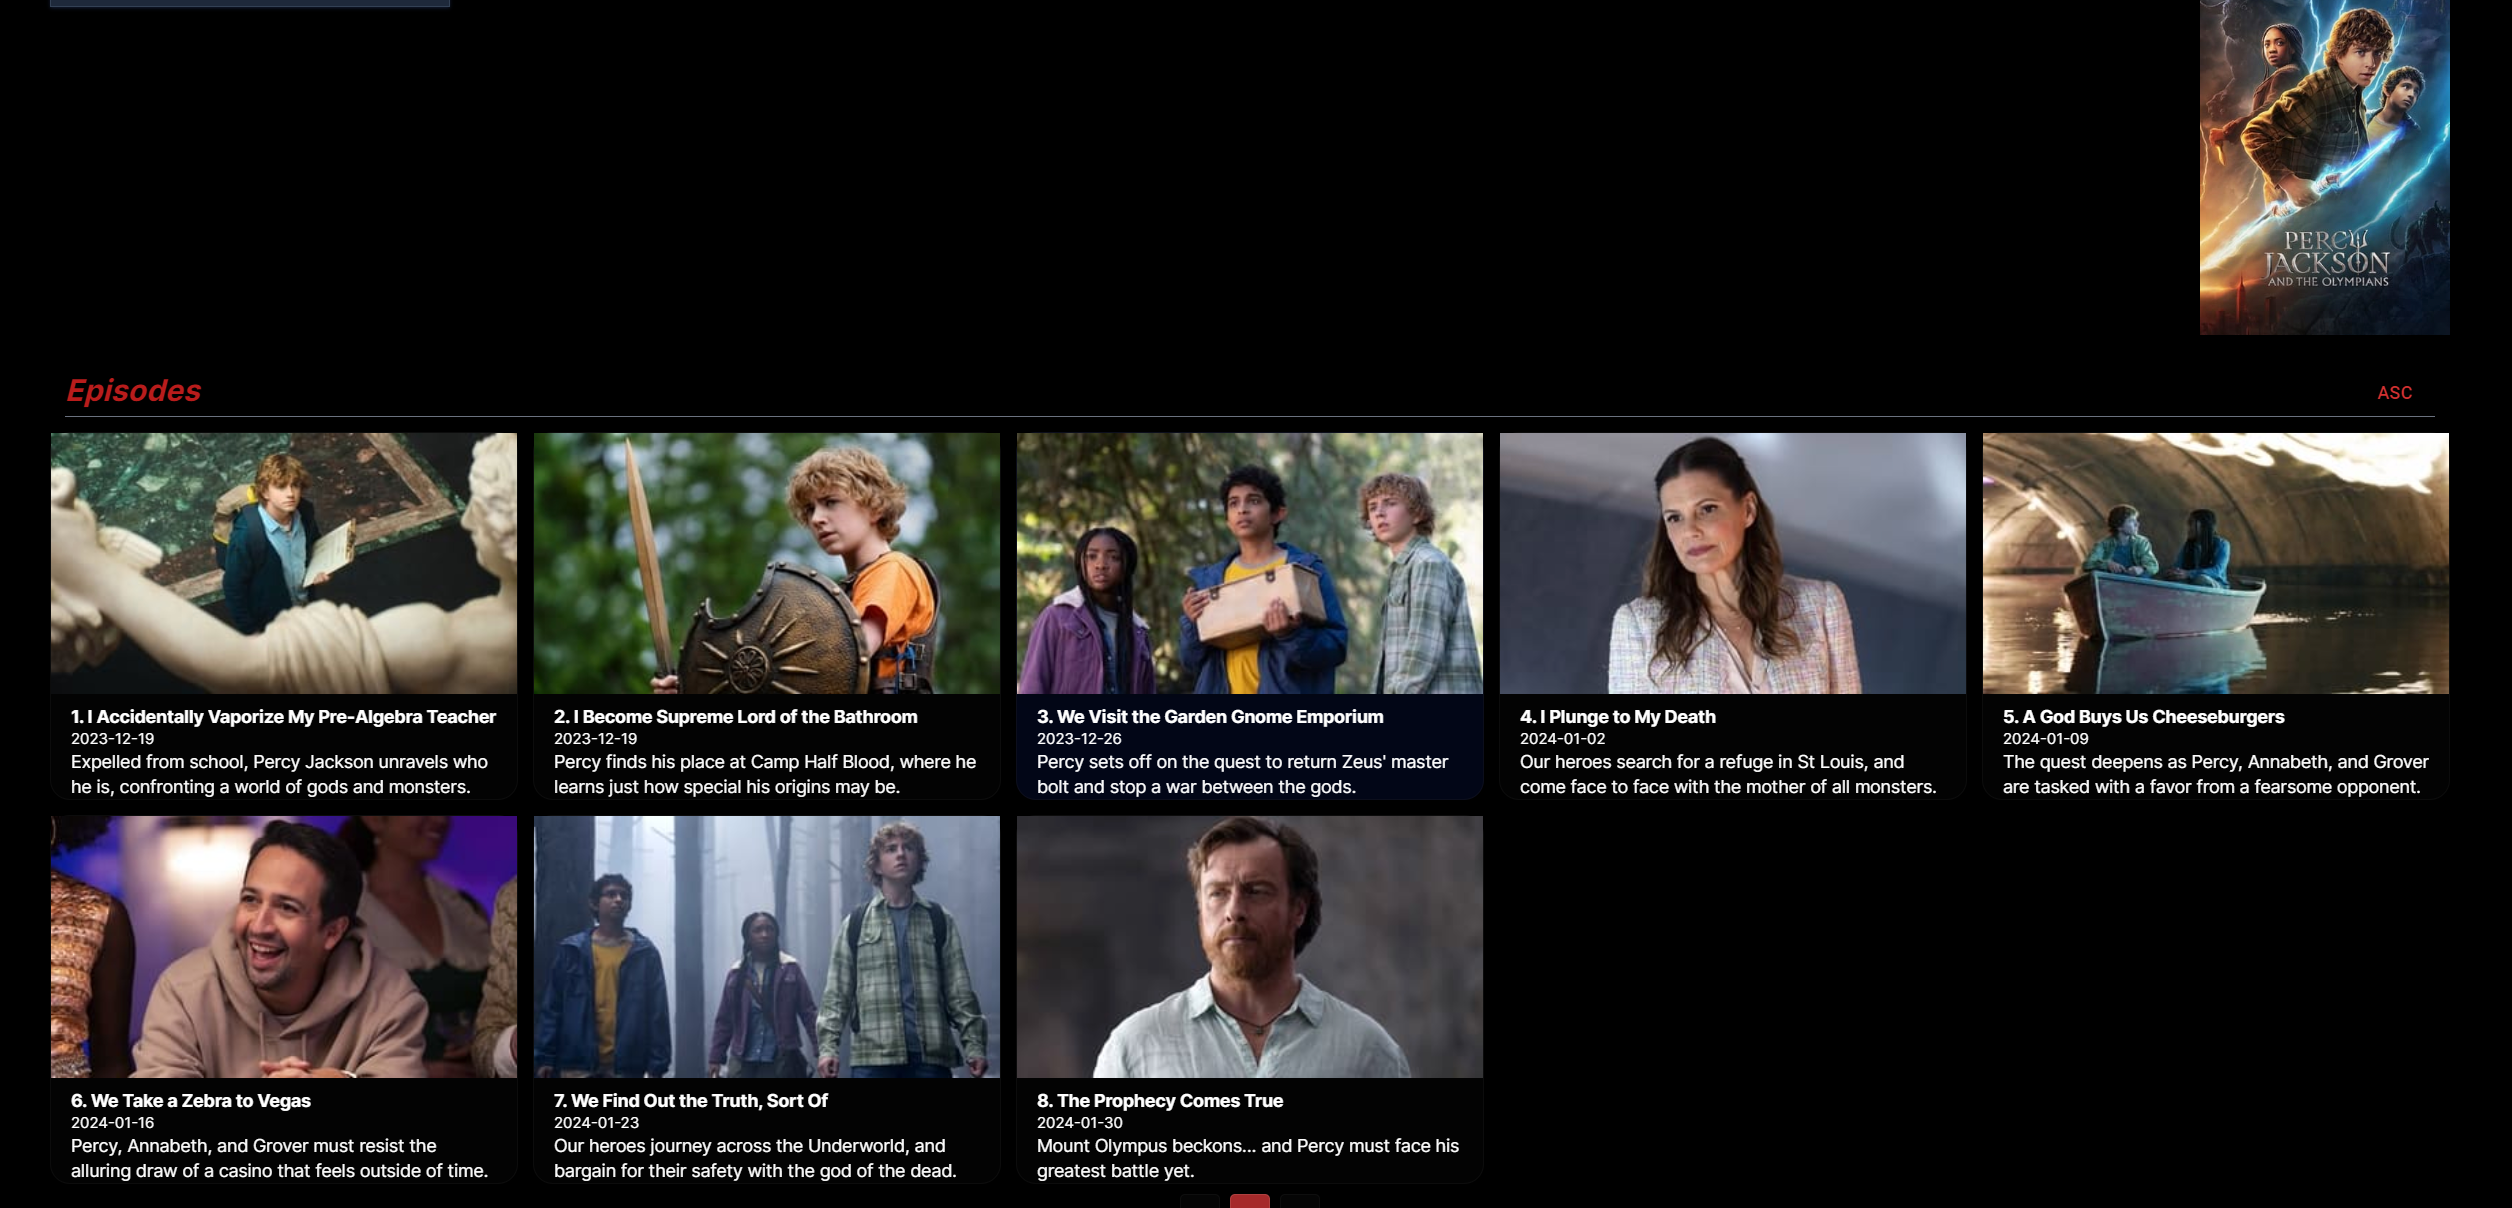 PERCY
JACKSON
AND THE OLYMPIANS
Episodes
ASC
1. I Accidentally Vaporize My Pre-Algebra Teacher
2023-12-19
Expelled from school, Percy Jackson unravels who
he is, confronting a world of gods and monsters.
2. I Become Supreme Lord of the Bathroom
2023-12-19
Percy finds his place at Camp Half Blood, where he
learns just how special his origins may be.
3. We Visit the Garden Gnome Emporium
2023-12-26
Percy sets off on the quest to return Zeus' master
bolt and stop a war between the gods.
4. I Plunge to My Death
2024-01-02
Our heroes search for a refuge in St Louis, and
come face to face with the mother of all monsters.
5. A God Buys Us Cheeseburgers
2024-01-09
The quest deepens as Percy, Annabeth, and Grover
are tasked with a favor from a fearsome opponent.
6. We Take a Zebra to Vegas
2024-01-16
Percy, Annabeth, and Grover must resist the
alluring draw of a casino that feels outside of time.
7. We Find Out the Truth, Sort Of
2024-01-23
Our heroes journey across the Underworld, and
bargain for their safety with the god of the dead.
8. The Prophecy Comes True
2024-01-30
Mount Olympus beckons... and Percy must face his
greatest battle yet.